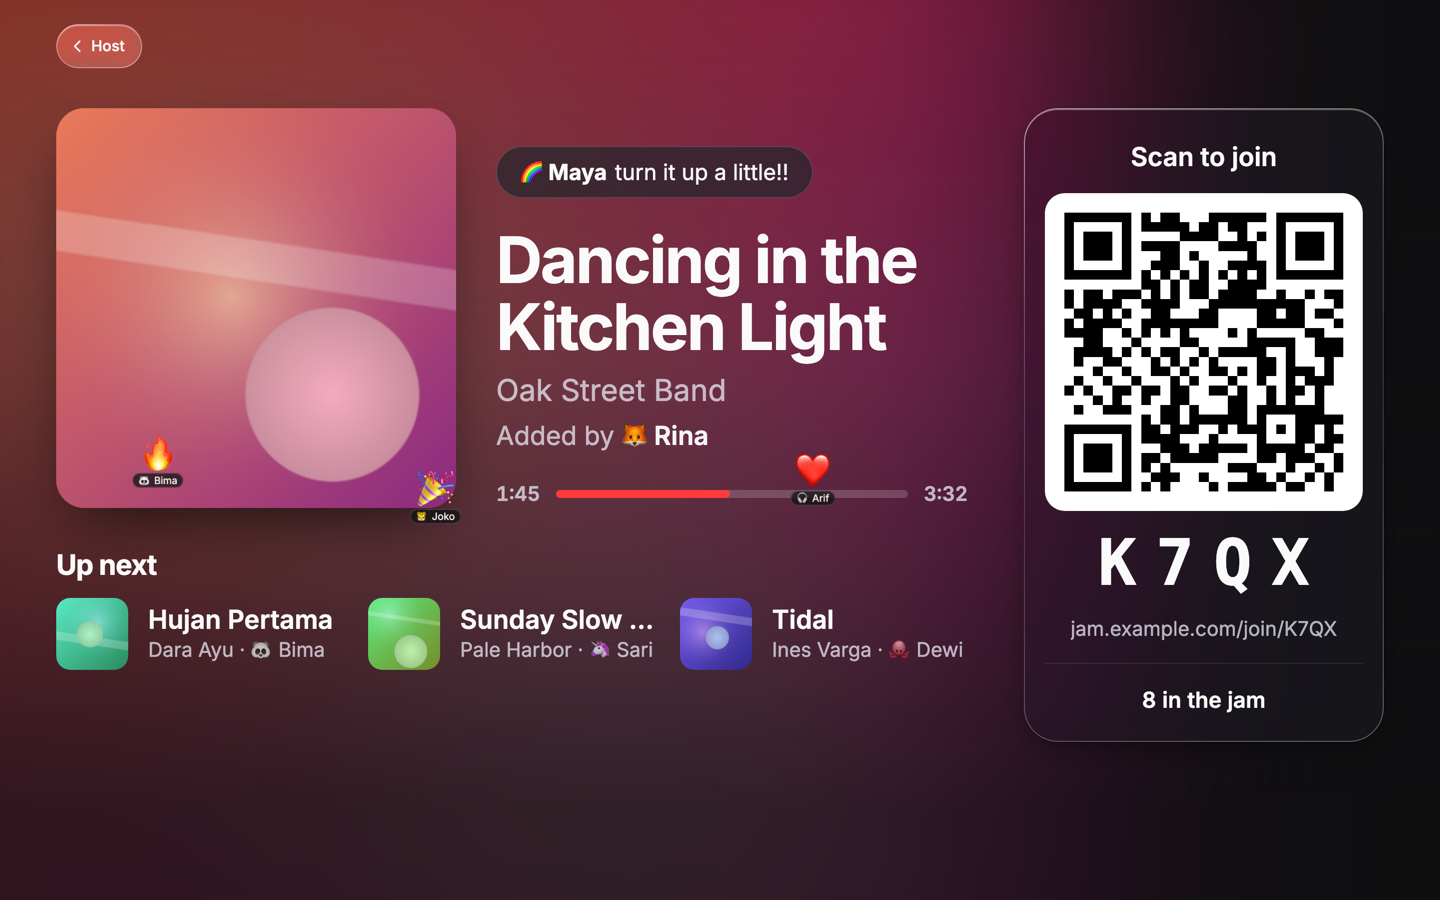 Host
🌈 Maya turn it up a little!!
Dancing in the
Kitchen Light
Oak Street Band
Added by 🦊 Rina
1:45
3:32
🐼 Bima
🐯 Joko
🎧 Arif
Up next
Hujan Pertama
Dara Ayu · 🐼 Bima
Sunday Slow ...
Pale Harbor · 🦄 Sari
Tidal
Ines Varga · 🐙 Dewi
Scan to join
K7QX
jam.example.com/join/K7QX
8 in the jam